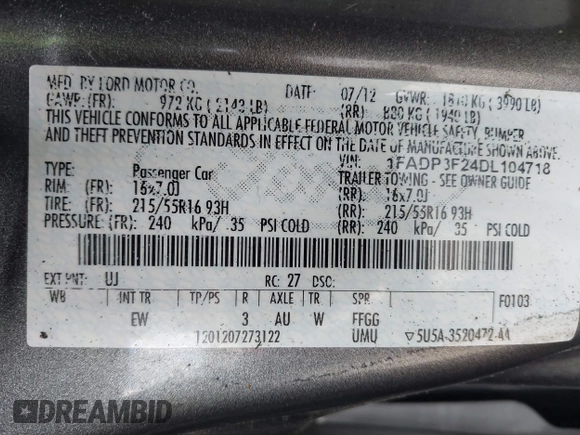 MFD. BY FORD MOTOR CO.
DATE: 07/12 GVWR: 1810 KG ( 3990 LB)
GAWR: (FR): 972 KG ( 2143 LB) (RR): 880 KG ( 1940 LB)
THIS VEHICLE CONFORMS TO ALL APPLICABLE FEDERAL MOTOR VEHICLE SAFETY, BUMPER
AND THEFT PREVENTION STANDARDS IN EFFECT ON THE DATE OF MANUFACTURE SHOWN ABOVE.
VIN: 1FADP3F24DL104718
TYPE: Passenger Car TRAILER TOWING - SEE OWNER GUIDE
RIM: (FR): 16x7.0J (RR): 16x7.0J
TIRE: (FR): 215/55R16 93H (RR): 215/55R16 93H
PRESSURE: (FR): 240 kPa/ 35 PSI COLD (RR): 240 kPa/ 35 PSI COLD
EXT PNT: UJ RC: 27 DSO:
WB INT TR TP/PS R AXLE TR SPR F0103
EW 3 AU W FFGG
1201207273122 UMU ▽5U5A-3520472-AA
DREAMBID